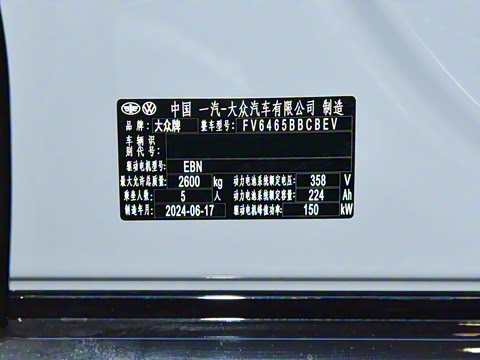 中国 一汽-大众汽车有限公司 制造
品牌: 大众牌 整车型号: FV6465BBCBEV
车辆识别代号:
驱动电机型号: EBN
最大允许总质量 2600 kg 动力电池系统额定电压: 358 V
乘坐人数: 5 人 动力电池系统额定容量: 224 Ah
制造年月: 2024-06-17 驱动电机峰值功率: 150 kW